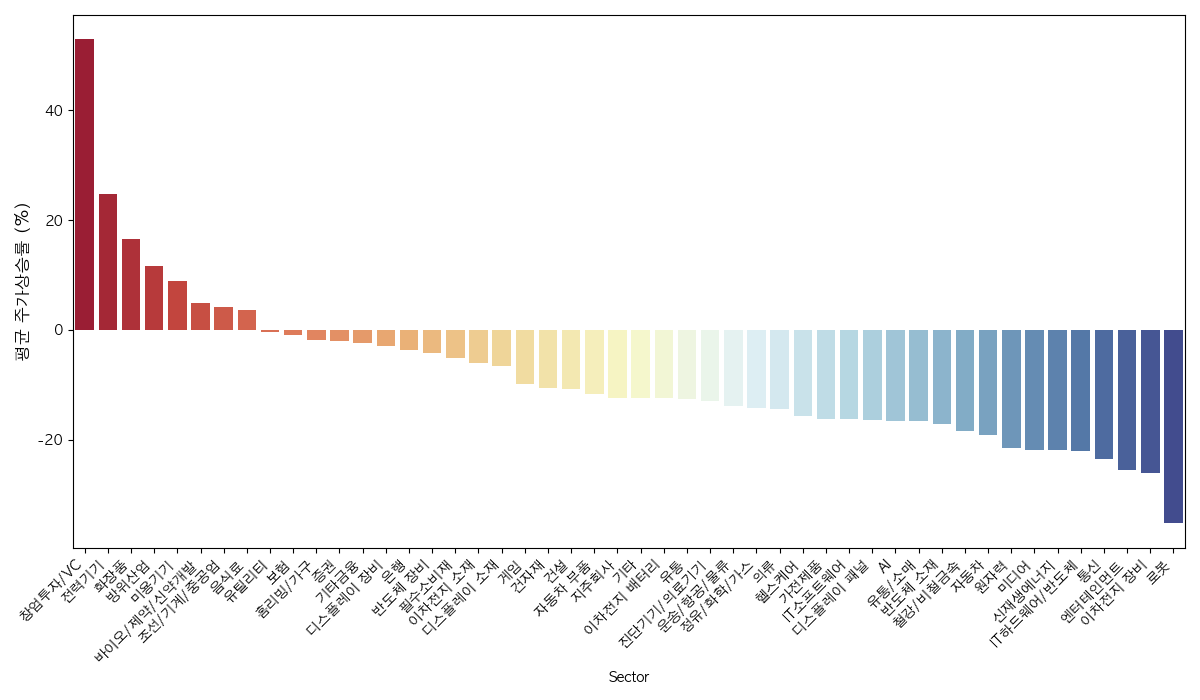 평균 주가상승률 (%)
40
20
0
-20
창업투자/VC
전력기기
화장품
방위산업
미용기기
바이오/제약/신약개발
조선/기계/중공업
음식료
유틸리티
보험
홈리빙/가구
증권
기타금융
디스플레이 장비
은행
반도체 장비
필수소비재
이차전지 소재
디스플레이 소재
게임
건자재
건설
자동차 부품
지주회사
기타
이차전지 배터리
유통
진단기기/의료기기
운송/항공/물류
정유/화학/가스
의류
헬스케어
가전제품
IT소프트웨어
디스플레이 패널
AI
유통/소매
반도체 소재
철강/비철금속
자동차
원자력
미디어
신재생에너지
IT하드웨어/반도체
통신
엔터테인먼트
이차전지 장비
로봇
Sector